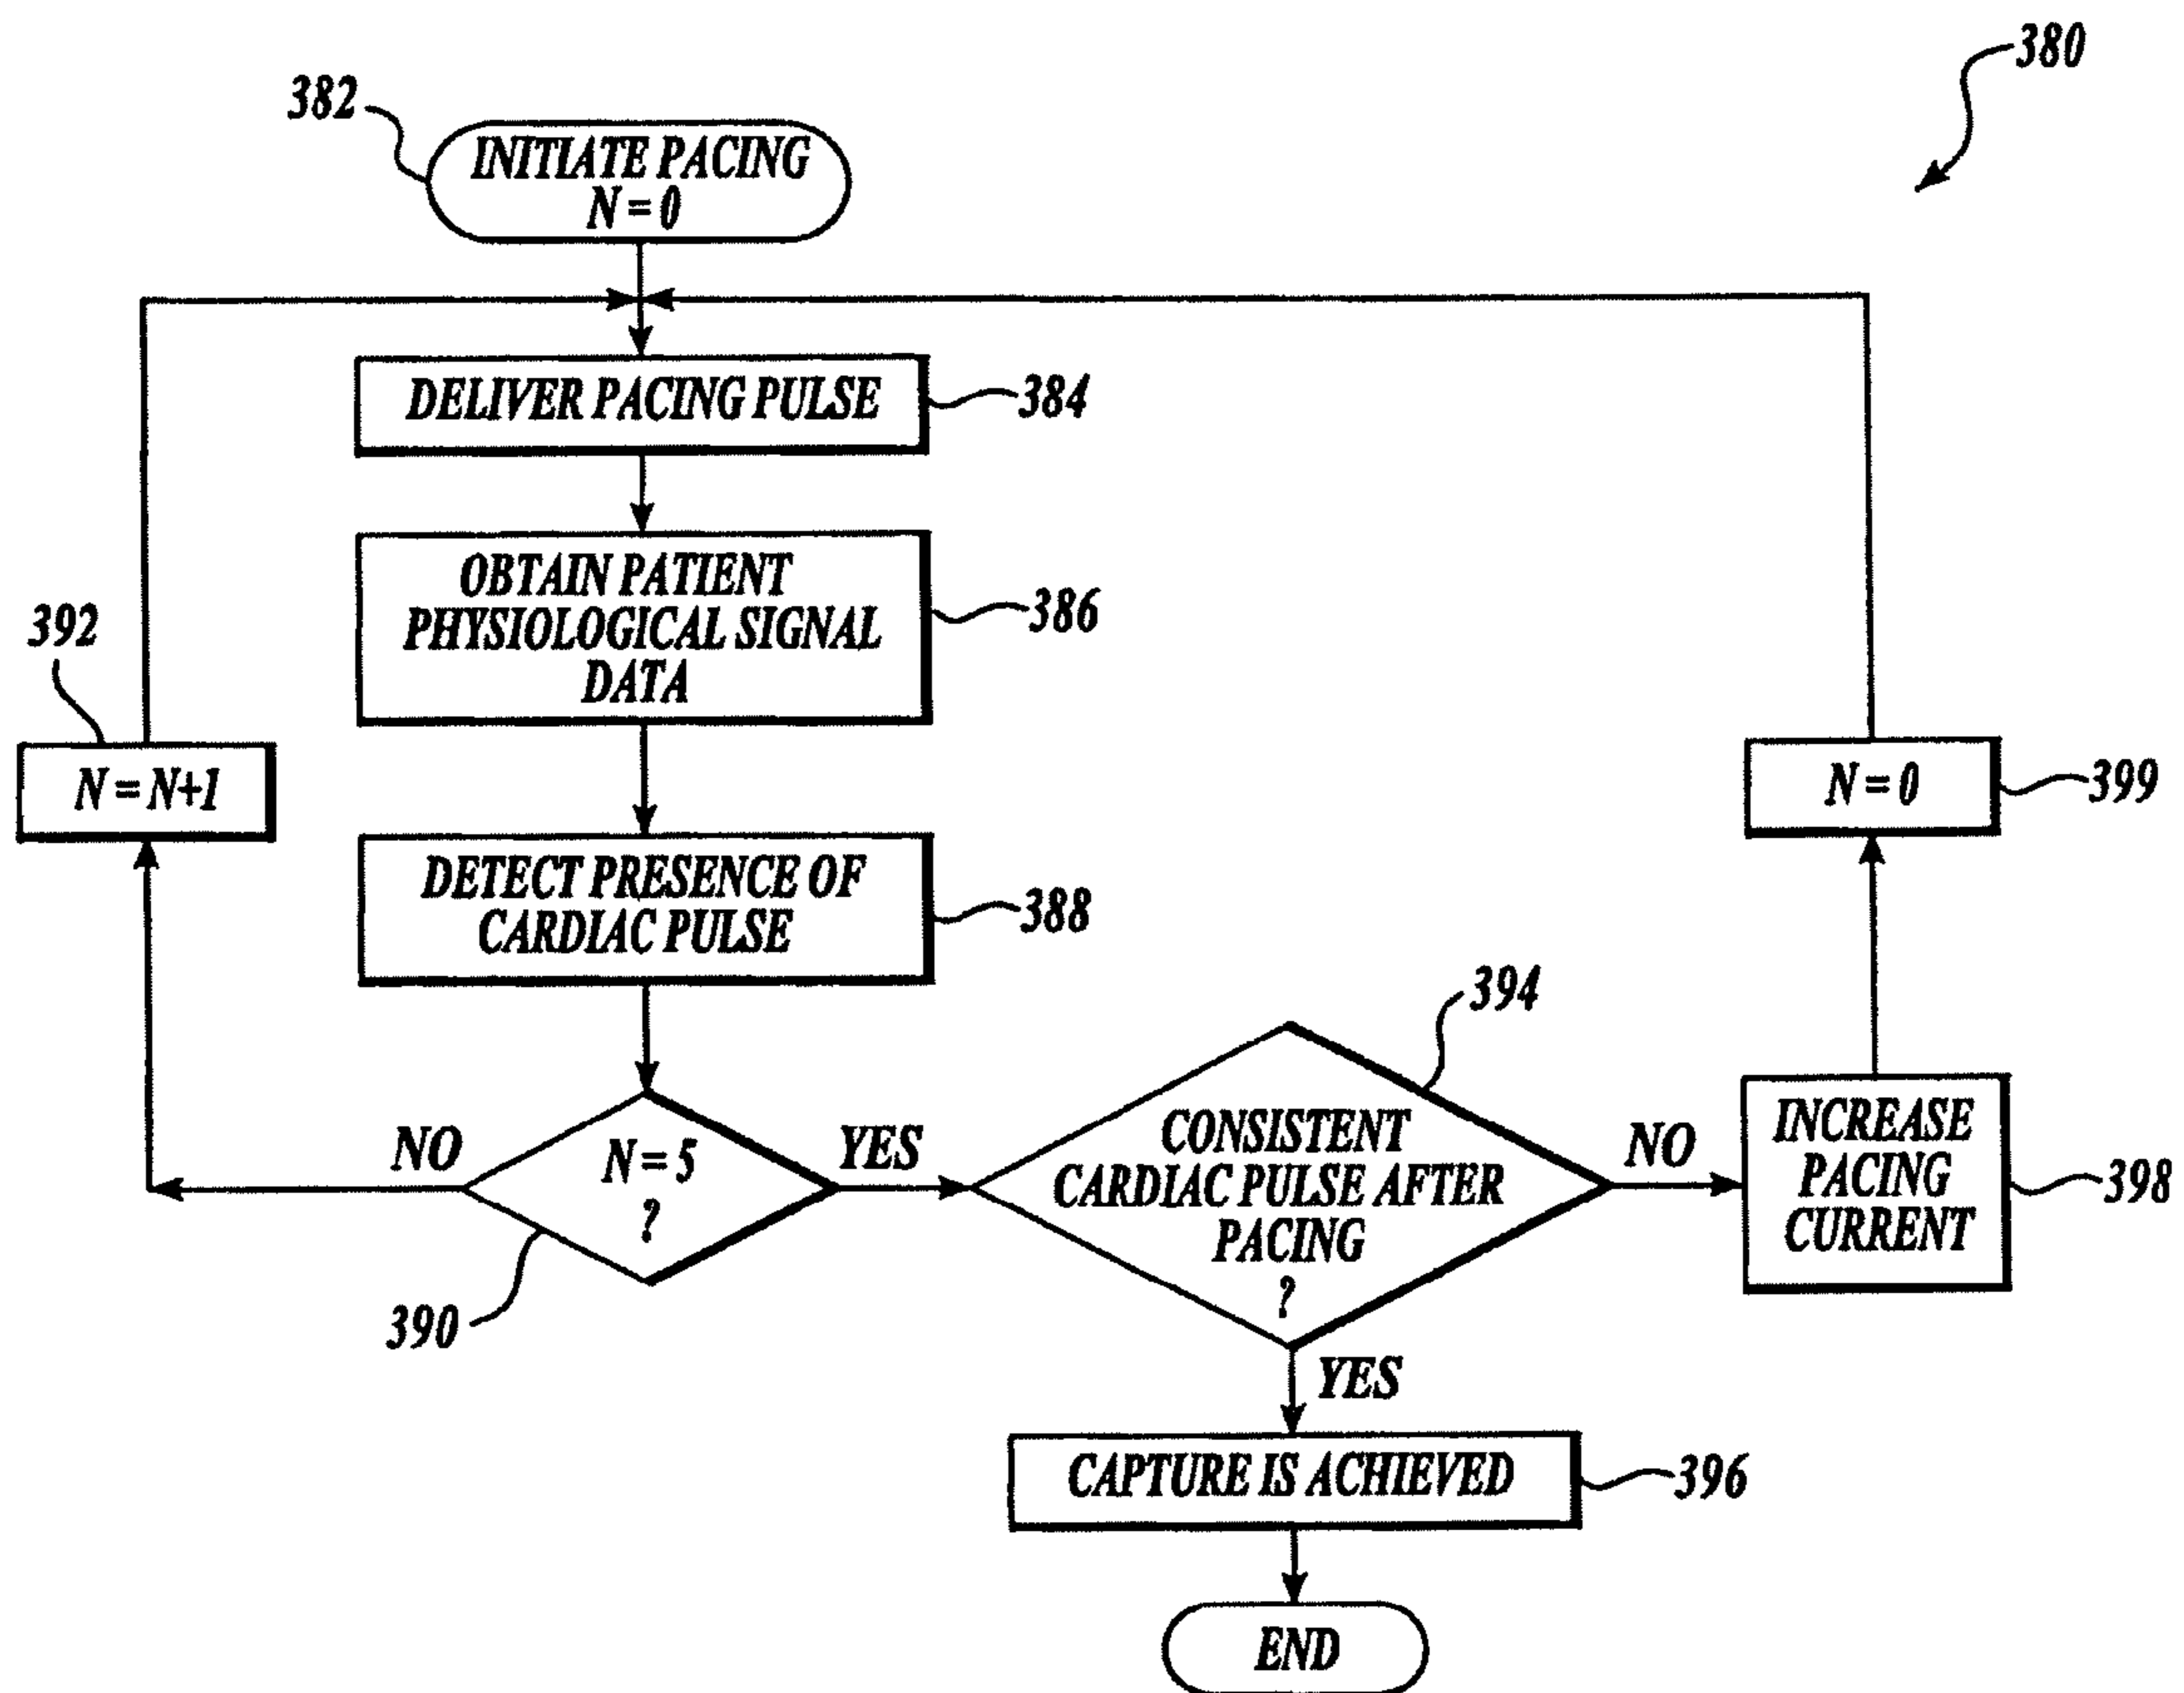 380
382
INITIATE PACING
N = 0
DELIVER PACING PULSE
384
OBTAIN PATIENT
PHYSIOLOGICAL SIGNAL
DATA
386
392
N = N+1
N = 0
399
DETECT PRESENCE OF
CARDIAC PULSE
388
394
NO
N = 5
?
YES
390
CONSISTENT
CARDIAC PULSE AFTER
PACING
?
NO
INCREASE
PACING
CURRENT
398
YES
CAPTURE IS ACHIEVED
396
END